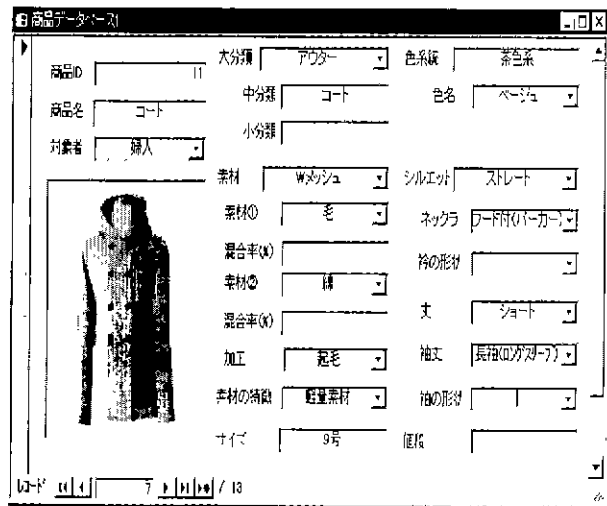 商品データベース1
商品ID 11
商品名 コート
対象者 婦人
大分類 アウター
中分類 コート
小分類
色系統 茶色系
色名 ベージュ
素材 Wメッシュ
素材① 毛
混合率(%)
素材② 綿
混合率(%)
加工 起毛
素材の特徴 軽量素材
サイズ 9号
シルエット ストレート
ネックラ フード付(パーカー)
衿の形状
丈 ショート
袖丈 長袖(ロングスリーブ)
袖の形状
値段
レコード 7 / 13